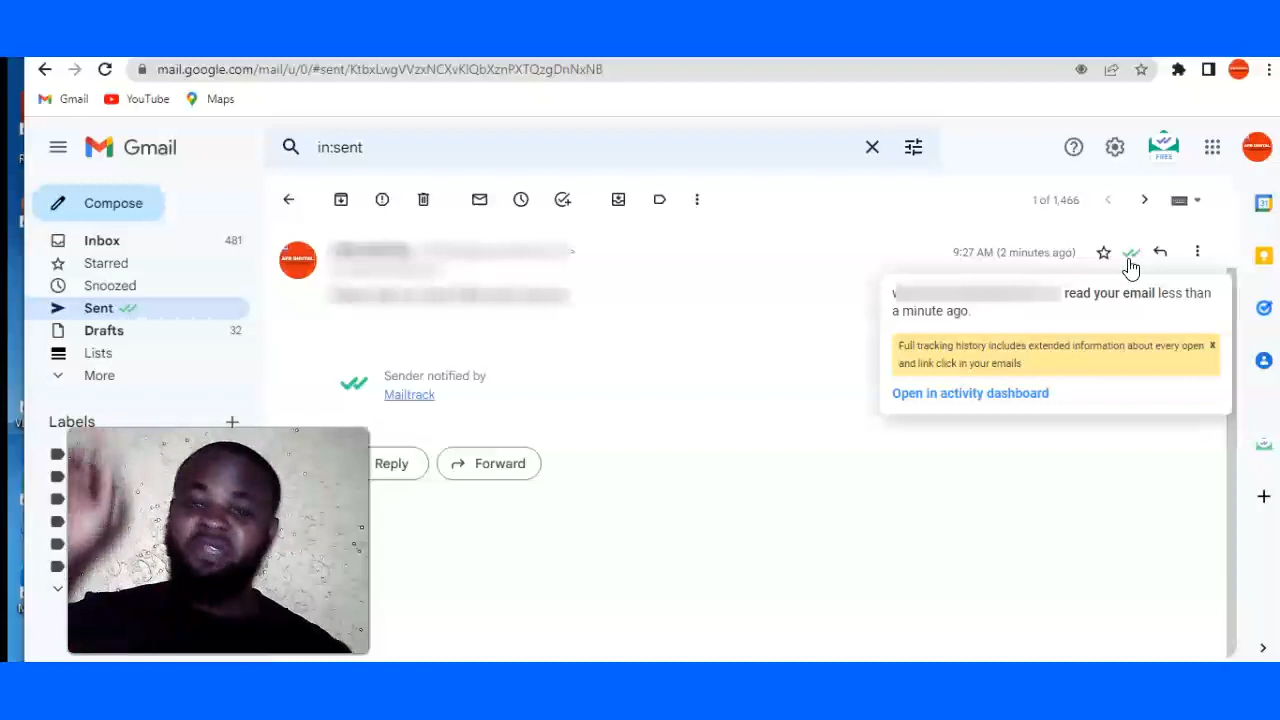 mail.google.com/mail/u/0/#sent/KtbxLwgVVzxNCXvKlQbXznPXTQzgDnNxNB
Gmail YouTube Maps
Gmail
in:sent
FREE
Compose
1 of 1,466
Inbox 481
9:27 AM (2 minutes ago)
Starred
Snoozed
read your email less than
a minute ago.
Sent
Drafts 32
Full tracking history includes extended information about every open x
and link click in your emails
Lists
More
Sender notified by
Mailtrack
Open in activity dashboard
Labels
Reply Forward